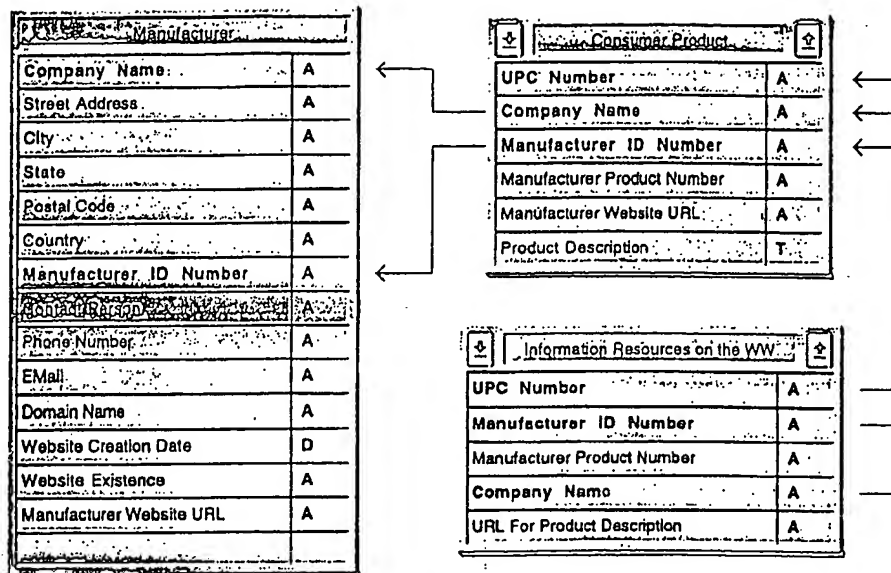 Manufacturer
Company Name A
Street Address A
City A
State A
Postal Code A
Country A
Manufacturer ID Number A
Contact Person A
Phone Number A
EMail A
Domain Name A
Website Creation Date D
Website Existence A
Manufacturer Website URL A
Consumer Product
UPC Number A
Company Name A
Manufacturer ID Number A
Manufacturer Product Number A
Manufacturer Website URL A
Product Description T
Information Resources on the WW
UPC Number A
Manufacturer ID Number A
Manufacturer Product Number A
Company Name A
URL For Product Description A